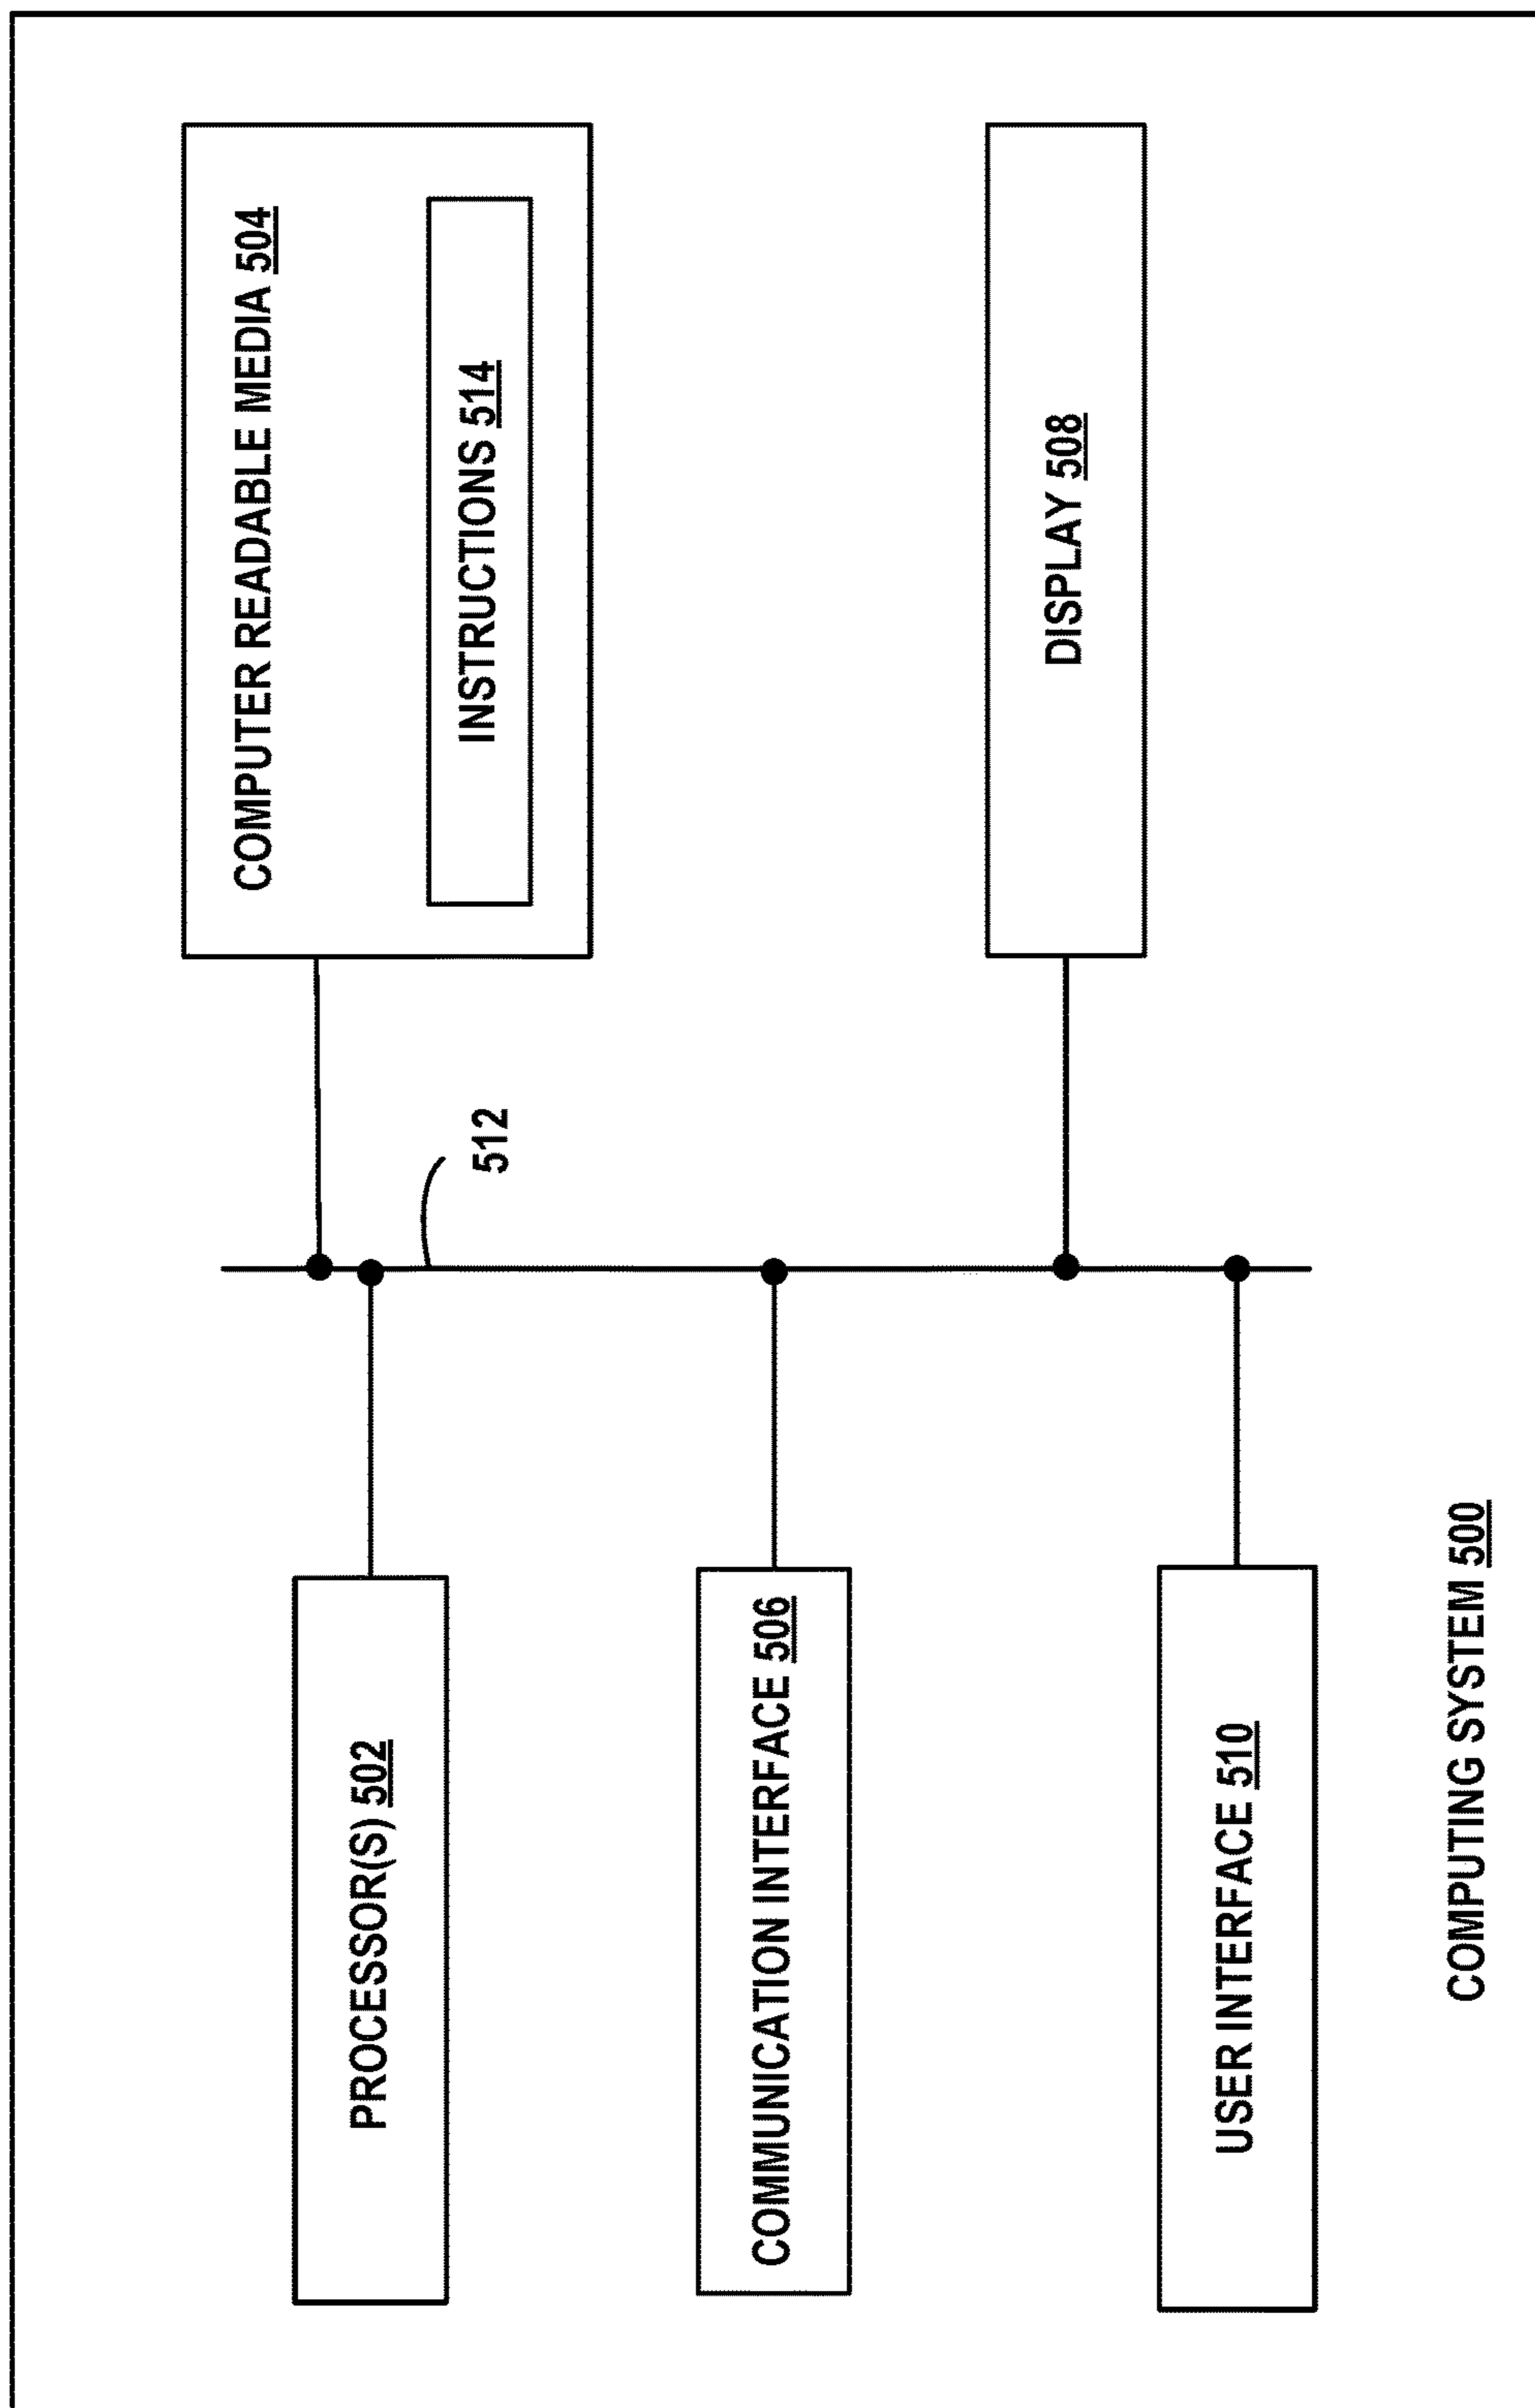 PROCESSOR(S) 502
COMPUTER READABLE MEDIA 504
INSTRUCTIONS 514
512
COMMUNICATION INTERFACE 506
DISPLAY 508
USER INTERFACE 510
COMPUTING SYSTEM 500